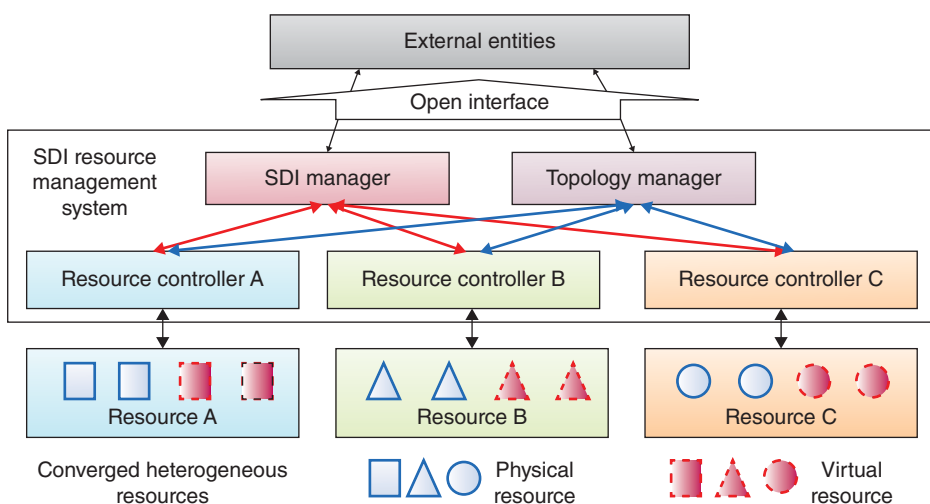 External entities
Open interface
SDI resource
management
system
SDI manager
Topology manager
Resource controller A
Resource controller B
Resource controller C
Resource A
Resource B
Resource C
Converged heterogeneous
resources
Physical
resource
Virtual
resource